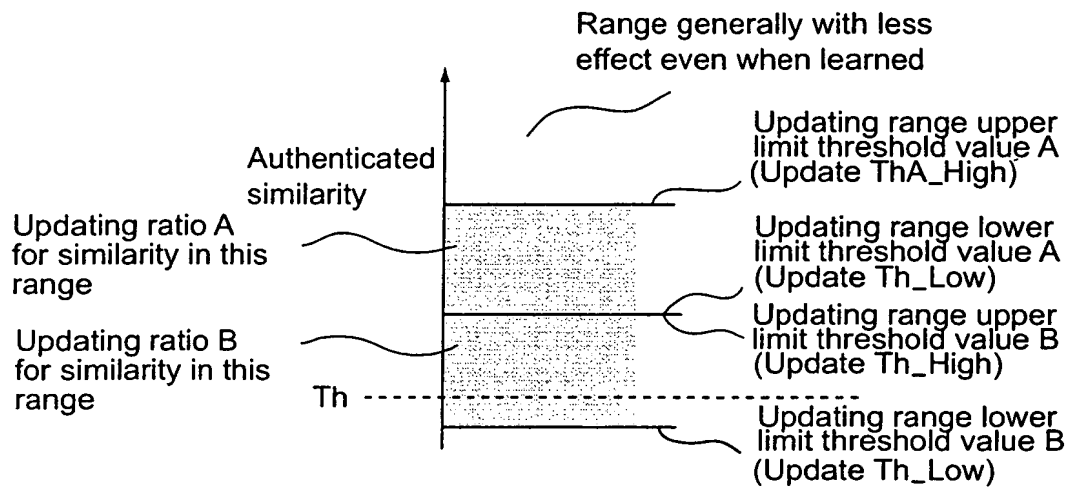 Range generally with less
effect even when learned
Authenticated
similarity
Updating range upper
limit threshold value A
(Update ThA_High)
Updating ratio A
for similarity in this
range
Updating range lower
limit threshold value A
(Update Th_Low)
Updating range upper
limit threshold value B
(Update Th_High)
Updating ratio B
for similarity in this
range
Th
Updating range lower
limit threshold value B
(Update Th_Low)